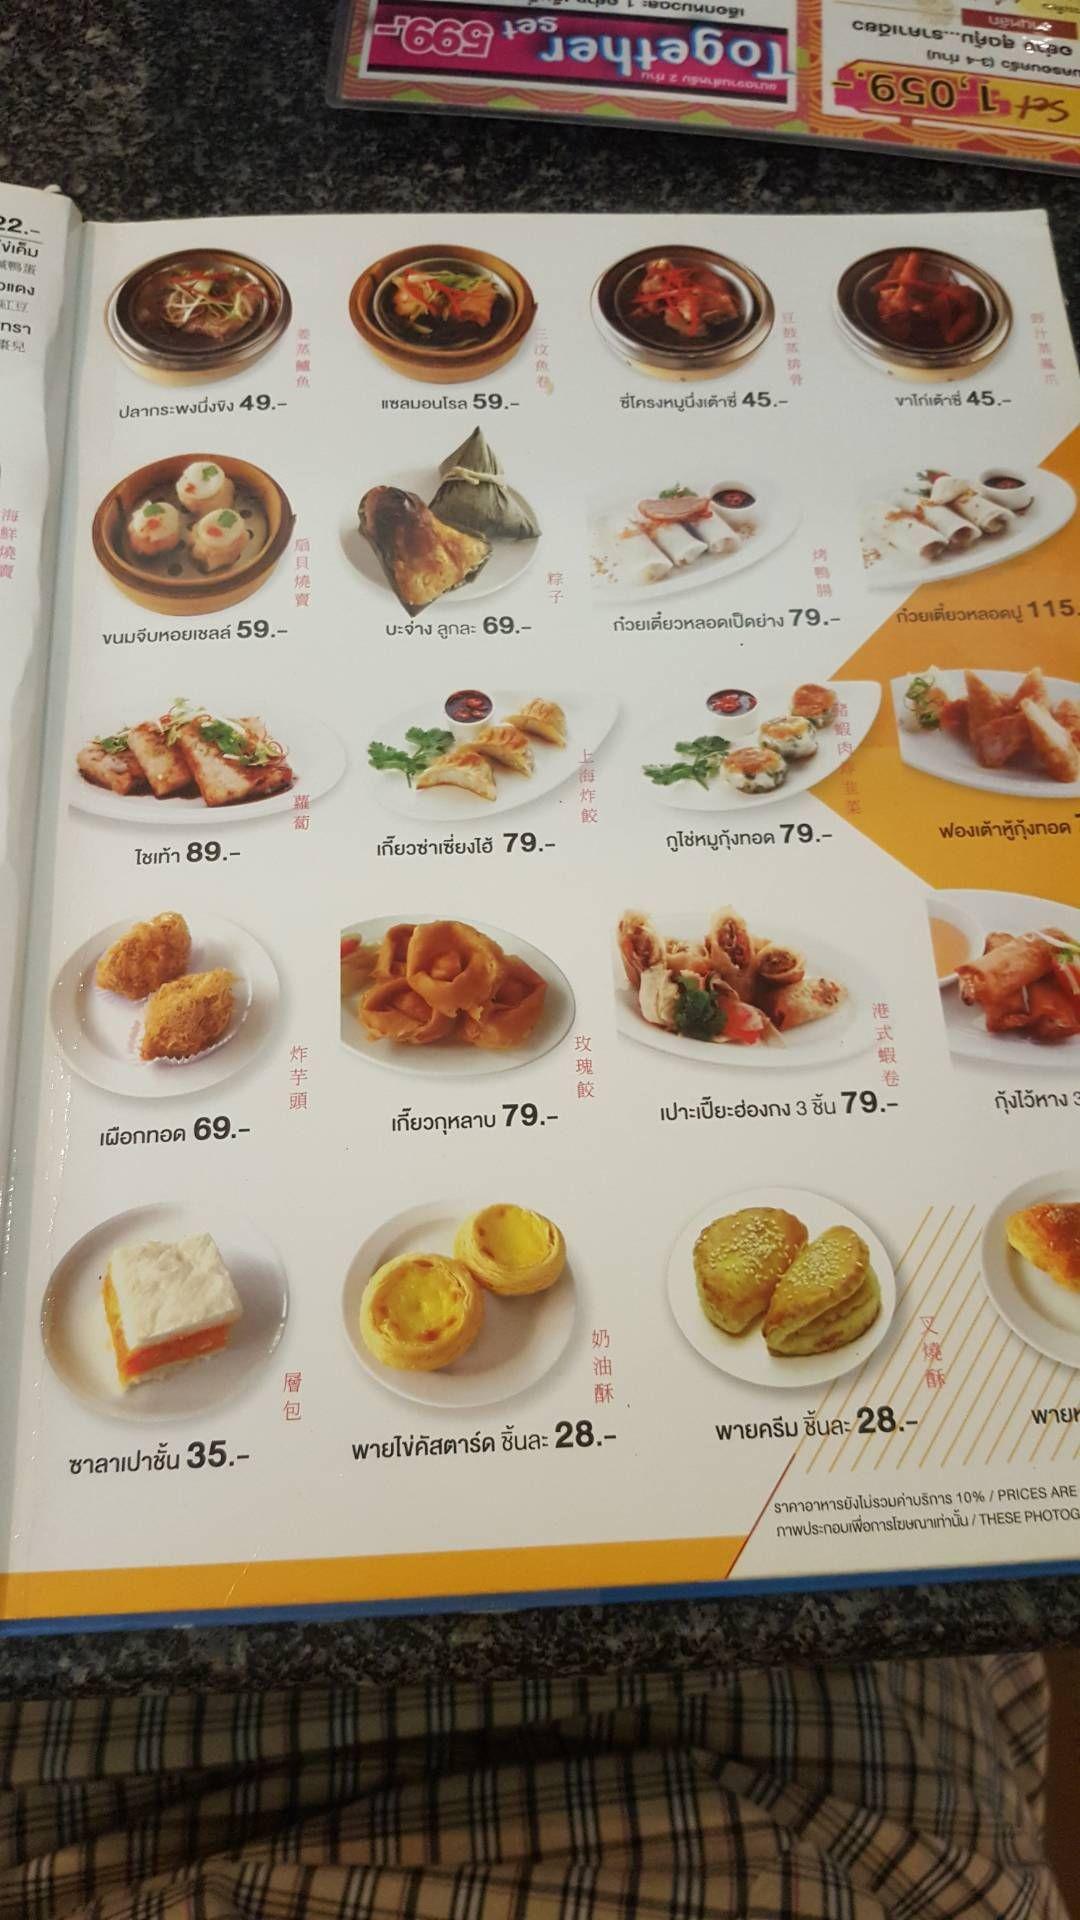 Together set 599.-
Set 1,059.-
22.-
ไข่เค็ม
鹹鴨蛋
紅豆
姜蒸鱸魚
三文魚卷
豆鼓蒸排骨
豉汁蒸鳳爪
ปลากระพงนึ่งขิง 49.-
แซลมอนโรล 59.-
ซี่โครงหมูนึ่งเต้าซี่ 45.-
ขาไก่เต้าซี่ 45.-
海鮮燒賣
扇貝燒賣
粽子
烤鴨腸
ขนมจีบหอยเชลล์ 59.-
บะจ่าง ลูกละ 69.-
ก๋วยเตี๋ยวหลอดเป็ดย่าง 79.-
ก๋วยเตี๋ยวหลอดปู 115.
蘿蔔
上海炸餃
ไชเท้า 89.-
เกี๊ยวซ่าเซี่ยงไฮ้ 79.-
กูไช่หมูกุ้งทอด 79.-
ฟองเต้าหู้กุ้งทอด
炸芋頭
玫瑰餃
港式蝦卷
เผือกทอด 69.-
เกี๊ยวกุหลาบ 79.-
เปาะเปี๊ยะฮ่องกง 3 ชิ้น 79.-
กุ้งไว้หาง 3
層包
奶油酥
叉燒酥
ซาลาเปาชั้น 35.-
พายไข่คัสตาร์ด ชิ้นละ 28.-
พายครีม ชิ้นละ 28.-
ราคาอาหารยังไม่รวมค่าบริการ 10% / PRICES ARE
ภาพประกอบเพื่อการโฆษณาเท่านั้น / THESE PHOTOG